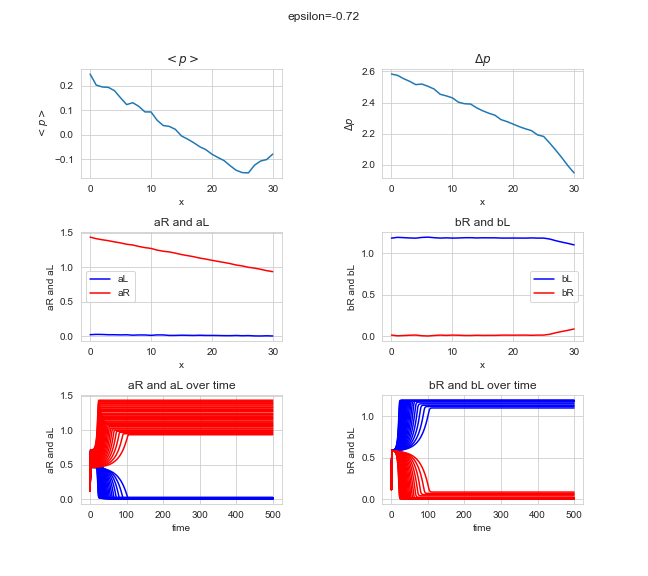 epsilon=-0.72
< p >
Δp
0.2
0.1
0.0
−0.1
< p >
0
10
20
30
x
2.6
2.4
2.2
2.0
Δp
0
10
20
30
x
aR and aL
bR and bL
1.5
1.0
0.5
0.0
aR and aL
aL
aR
0
10
20
30
x
1.0
0.5
0.0
bR and bL
bL
bR
0
10
20
30
x
aR and aL over time
bR and bL over time
1.5
1.0
0.5
0.0
aR and aL
0
100
200
300
400
500
time
1.0
0.5
0.0
bR and bL
0
100
200
300
400
500
time